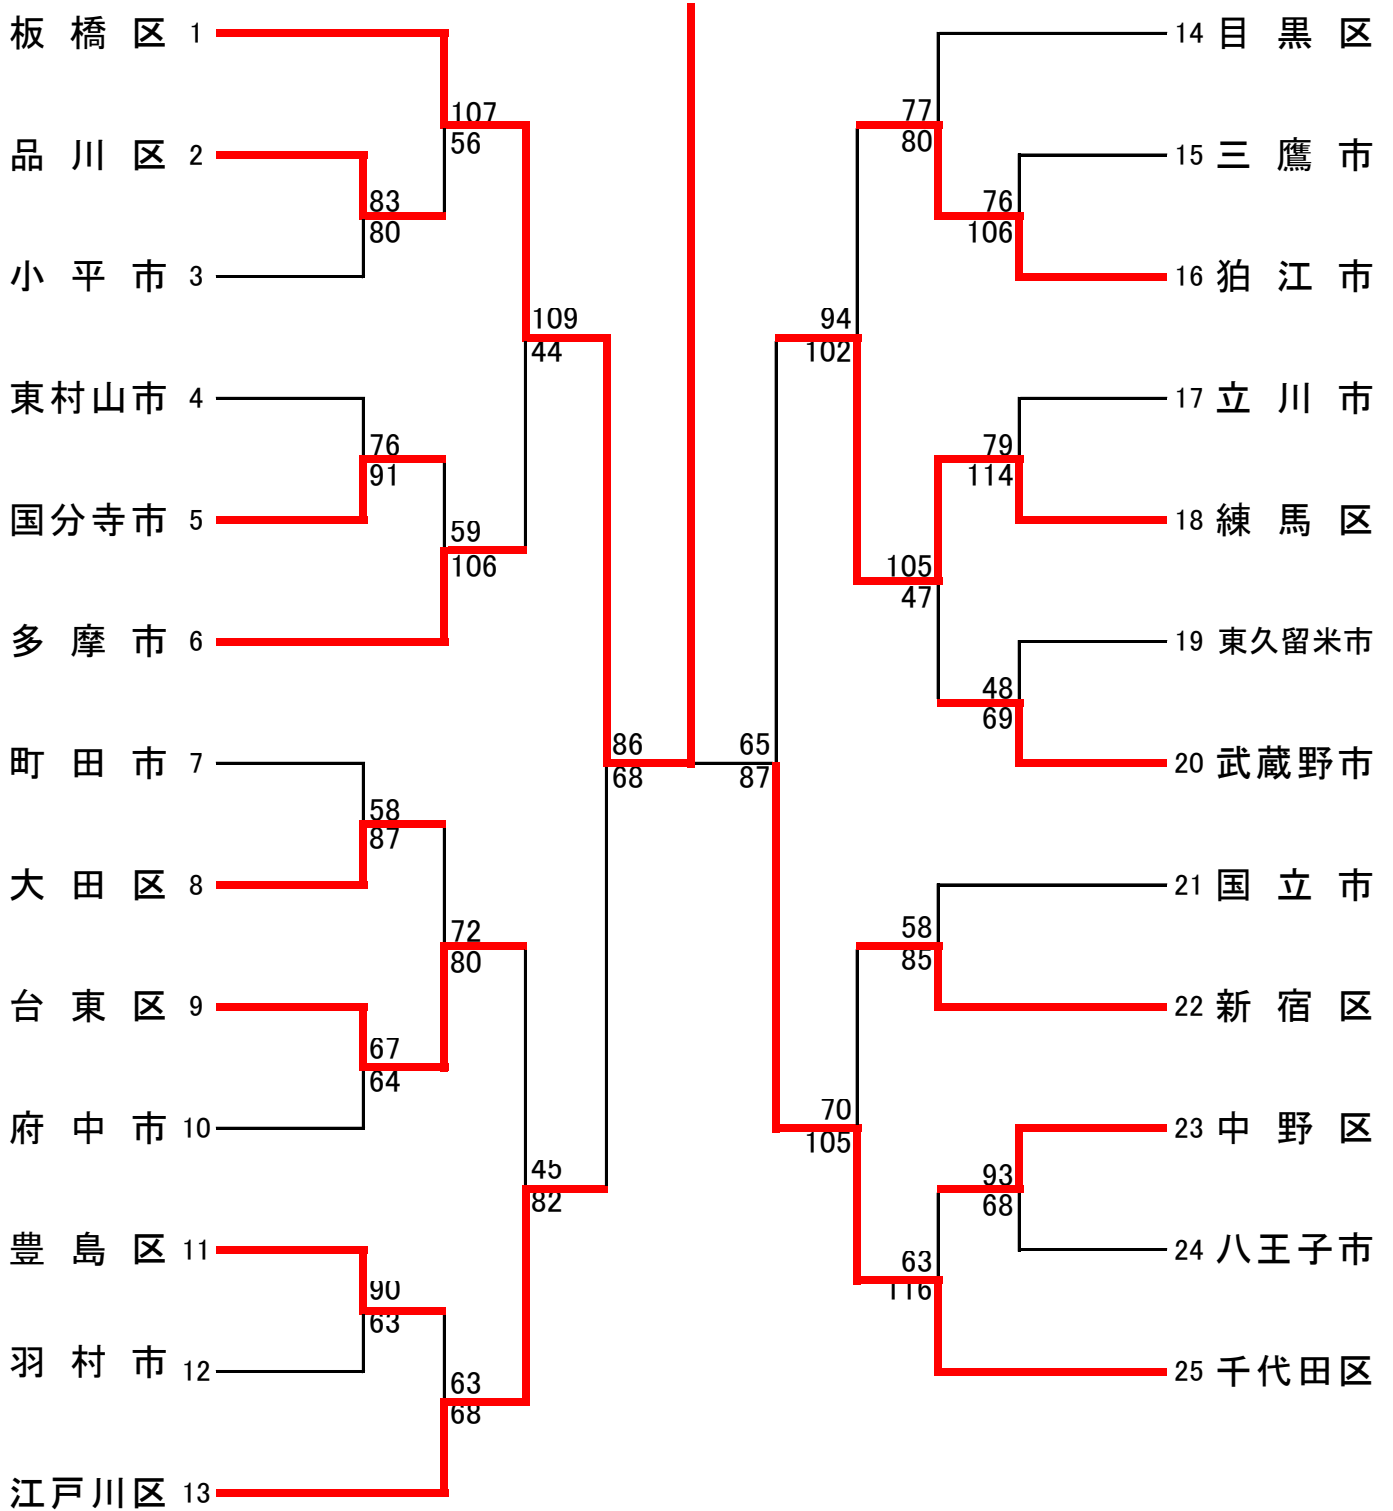 板橋区 1
107
56
品川区 2
83
80
小平市 3
109
44
東村山市 4
76
91
国分寺市 5
59
106
多摩市 6
86
68
町田市 7
58
87
大田区 8
72
80
台東区 9
67
64
府中市 10
45
82
豊島区 11
90
63
羽村市 12
63
68
江戸川区 13
14 目黒区
77
80
15 三鷹市
76
106
16 狛江市
94
102
17 立川市
79
114
18 練馬区
105
47
19 東久留米市
48
69
20 武蔵野市
65
87
21 国立市
58
85
22 新宿区
70
105
23 中野区
93
68
24 八王子市
63
116
25 千代田区